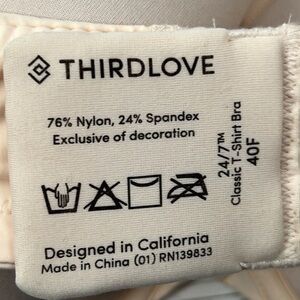 THIRDLOVE
76% Nylon, 24% Spandex
Exclusive of decoration
24/7™
Classic T-Shirt Bra
40F
Designed in California
Made in China (01) RN139833